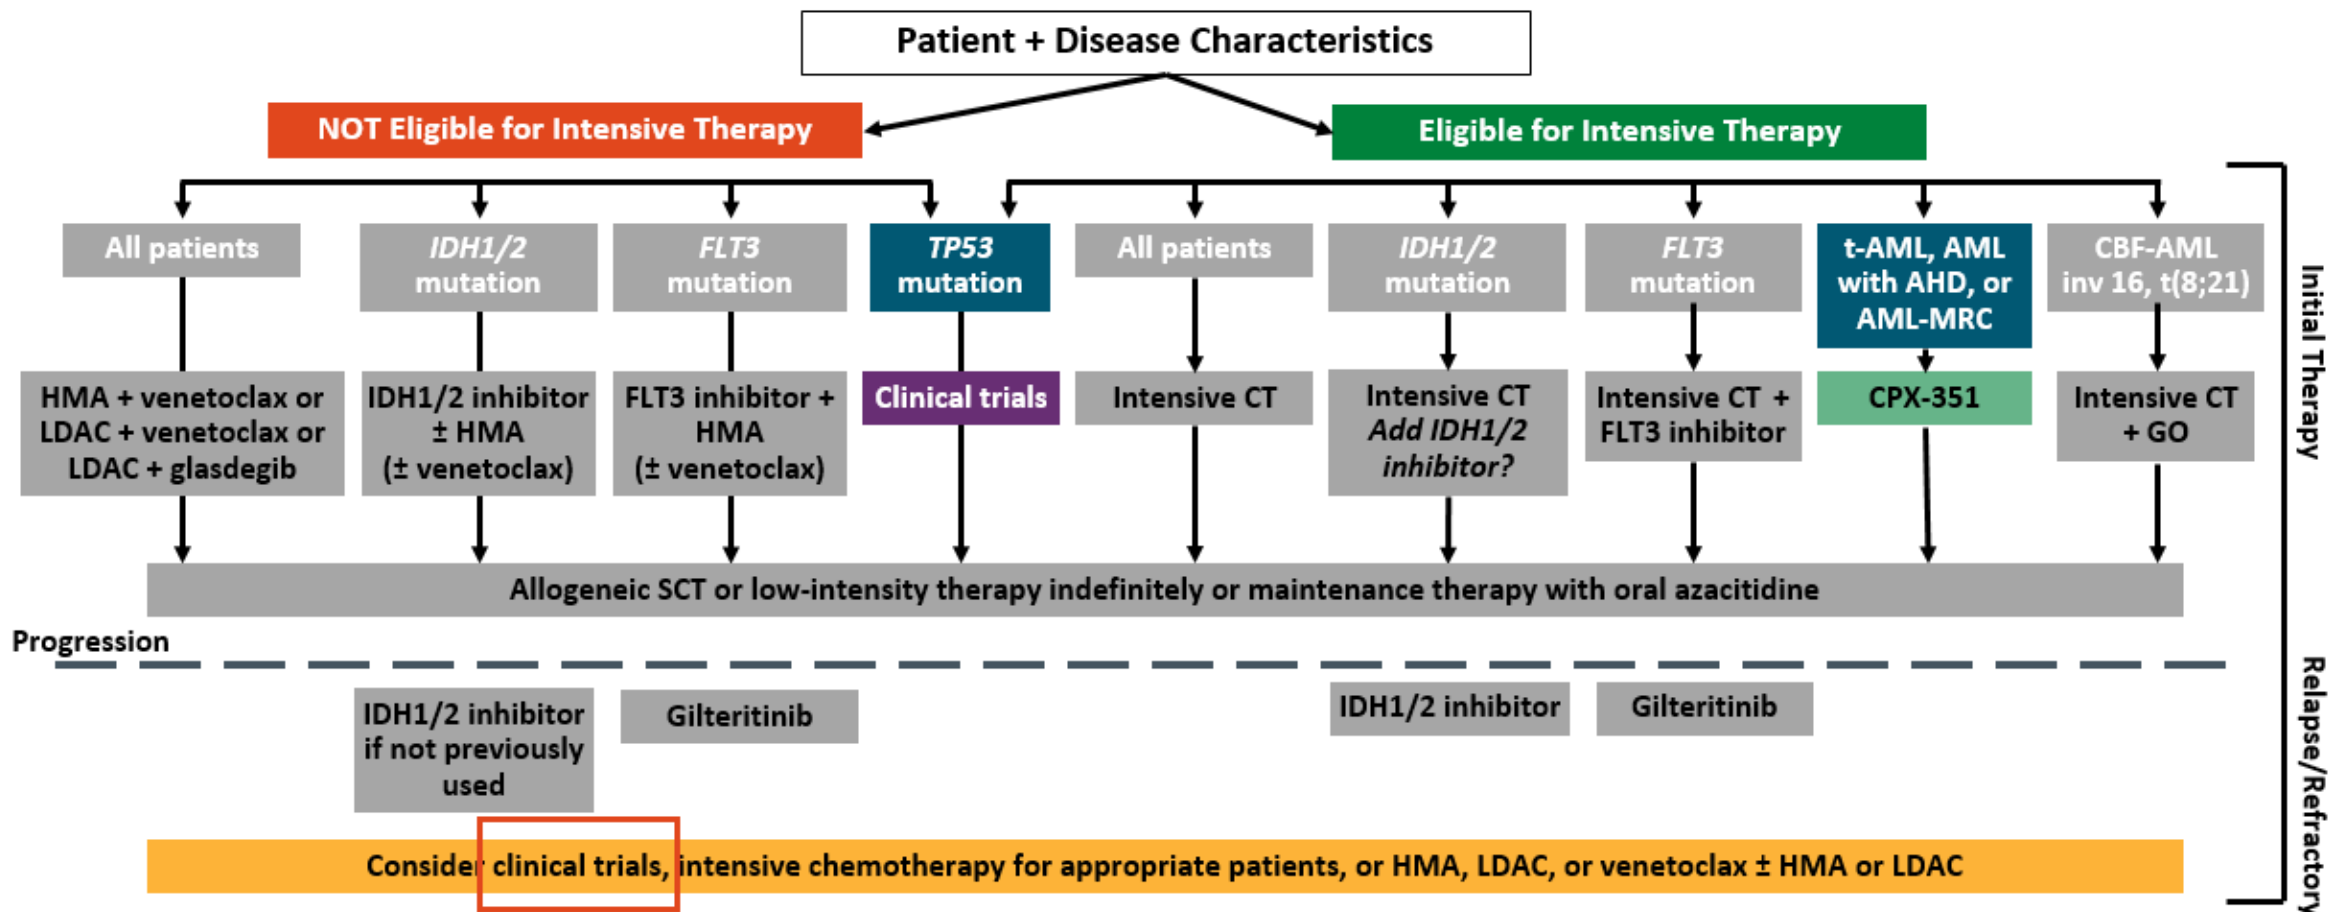 Patient + Disease Characteristics
NOT Eligible for Intensive Therapy
Eligible for Intensive Therapy
All patients
IDH1/2
mutation
FLT3
mutation
TP53
mutation
All patients
IDH1/2
mutation
FLT3
mutation
t-AML, AML
with AHD, or
AML-MRC
CBF-AML
inv 16, t(8;21)
HMA + venetoclax or
LDAC + venetoclax or
LDAC + glasdegib
IDH1/2 inhibitor
± HMA
(± venetoclax)
FLT3 inhibitor +
HMA
(± venetoclax)
Clinical trials
Intensive CT
Intensive CT
Add IDH1/2
inhibitor?
Intensive CT +
FLT3 inhibitor
CPX-351
Intensive CT
+ GO
Initial Therapy
Allogeneic SCT or low-intensity therapy indefinitely or maintenance therapy with oral azacitidine
Progression
IDH1/2 inhibitor
if not previously
used
Gilteritinib
IDH1/2 inhibitor
Gilteritinib
Relapse/Refractory
Consider clinical trials, intensive chemotherapy for appropriate patients, or HMA, LDAC, or venetoclax ± HMA or LDAC